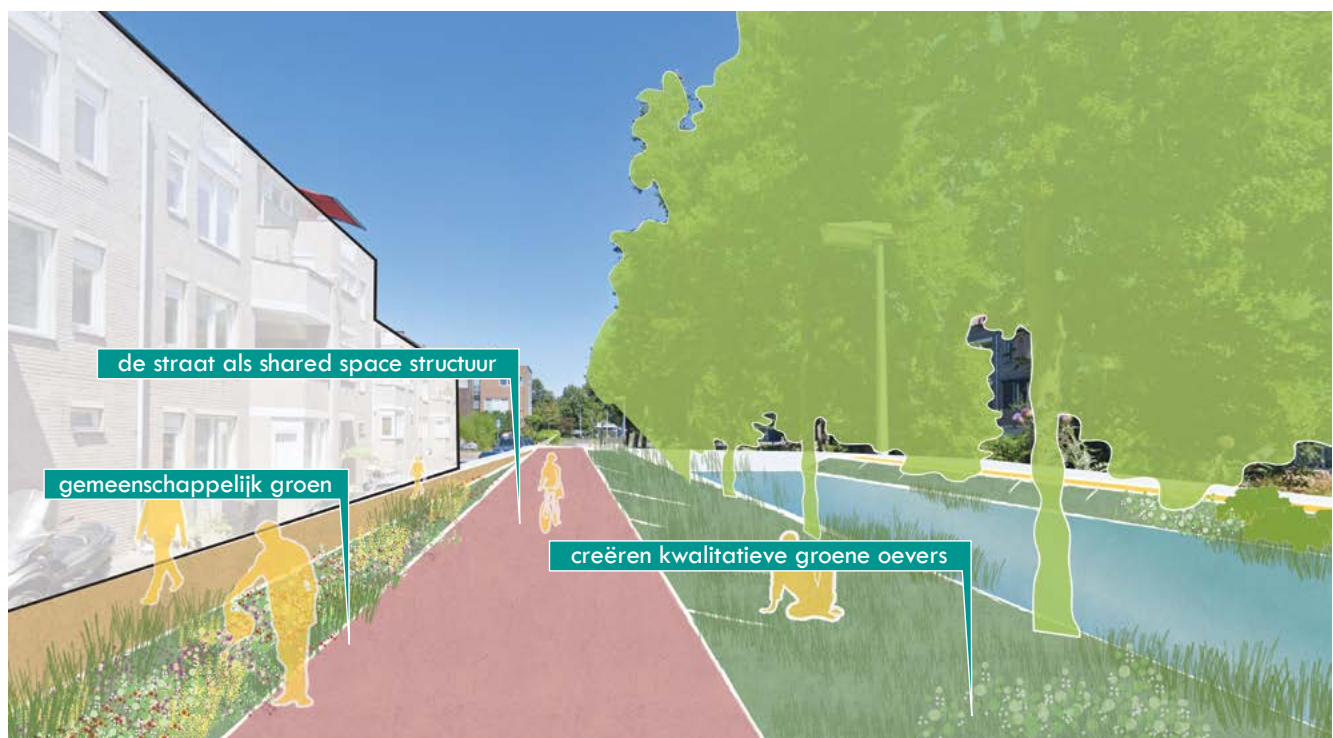 de straat als shared space structuur
gemeenschappelijk groen
creëren kwalitatieve groene oevers